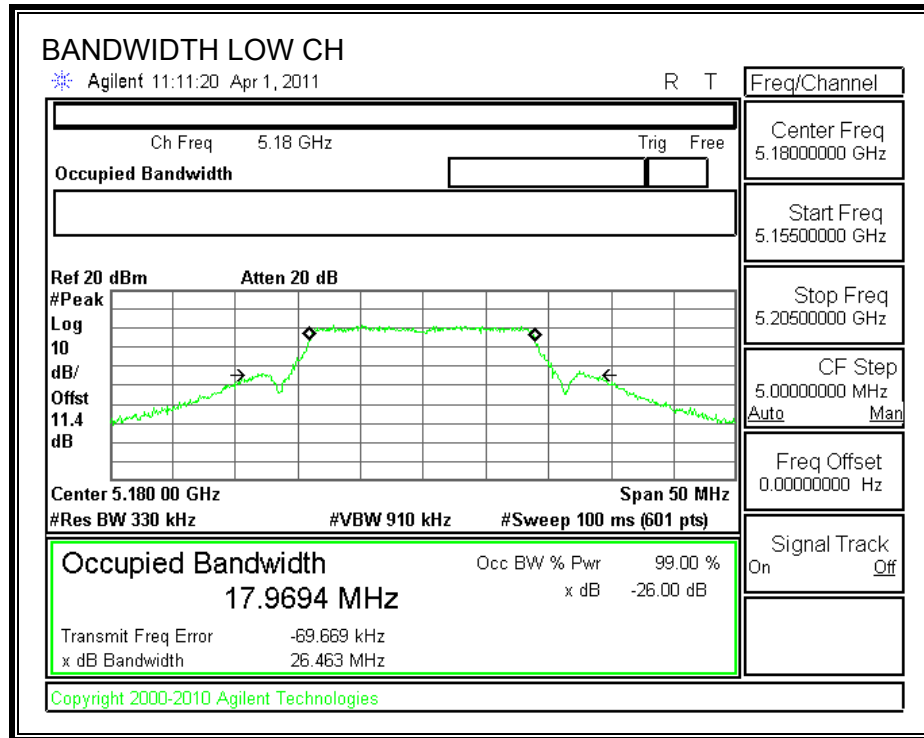 BANDWIDTH LOW CH
Agilent 11:11:20 Apr 1, 2011 R T
Ch Freq 5.18 GHz Trig Free
Occupied Bandwidth
Ref 20 dBm Atten 20 dB
#Peak
Log
10
dB/
Offst
11.4
dB
Center 5.180 00 GHz Span 50 MHz
#Res BW 330 kHz #VBW 910 kHz #Sweep 100 ms (601 pts)
Occupied Bandwidth Occ BW % Pwr 99.00 %
17.9694 MHz x dB -26.00 dB
Transmit Freq Error -69.669 kHz
x dB Bandwidth 26.463 MHz
Copyright 2000-2010 Agilent Technologies
Freq/Channel
Center Freq
5.18000000 GHz
Start Freq
5.15500000 GHz
Stop Freq
5.20500000 GHz
CF Step
5.00000000 MHz
Auto Man
Freq Offset
0.00000000 Hz
Signal Track
On Off